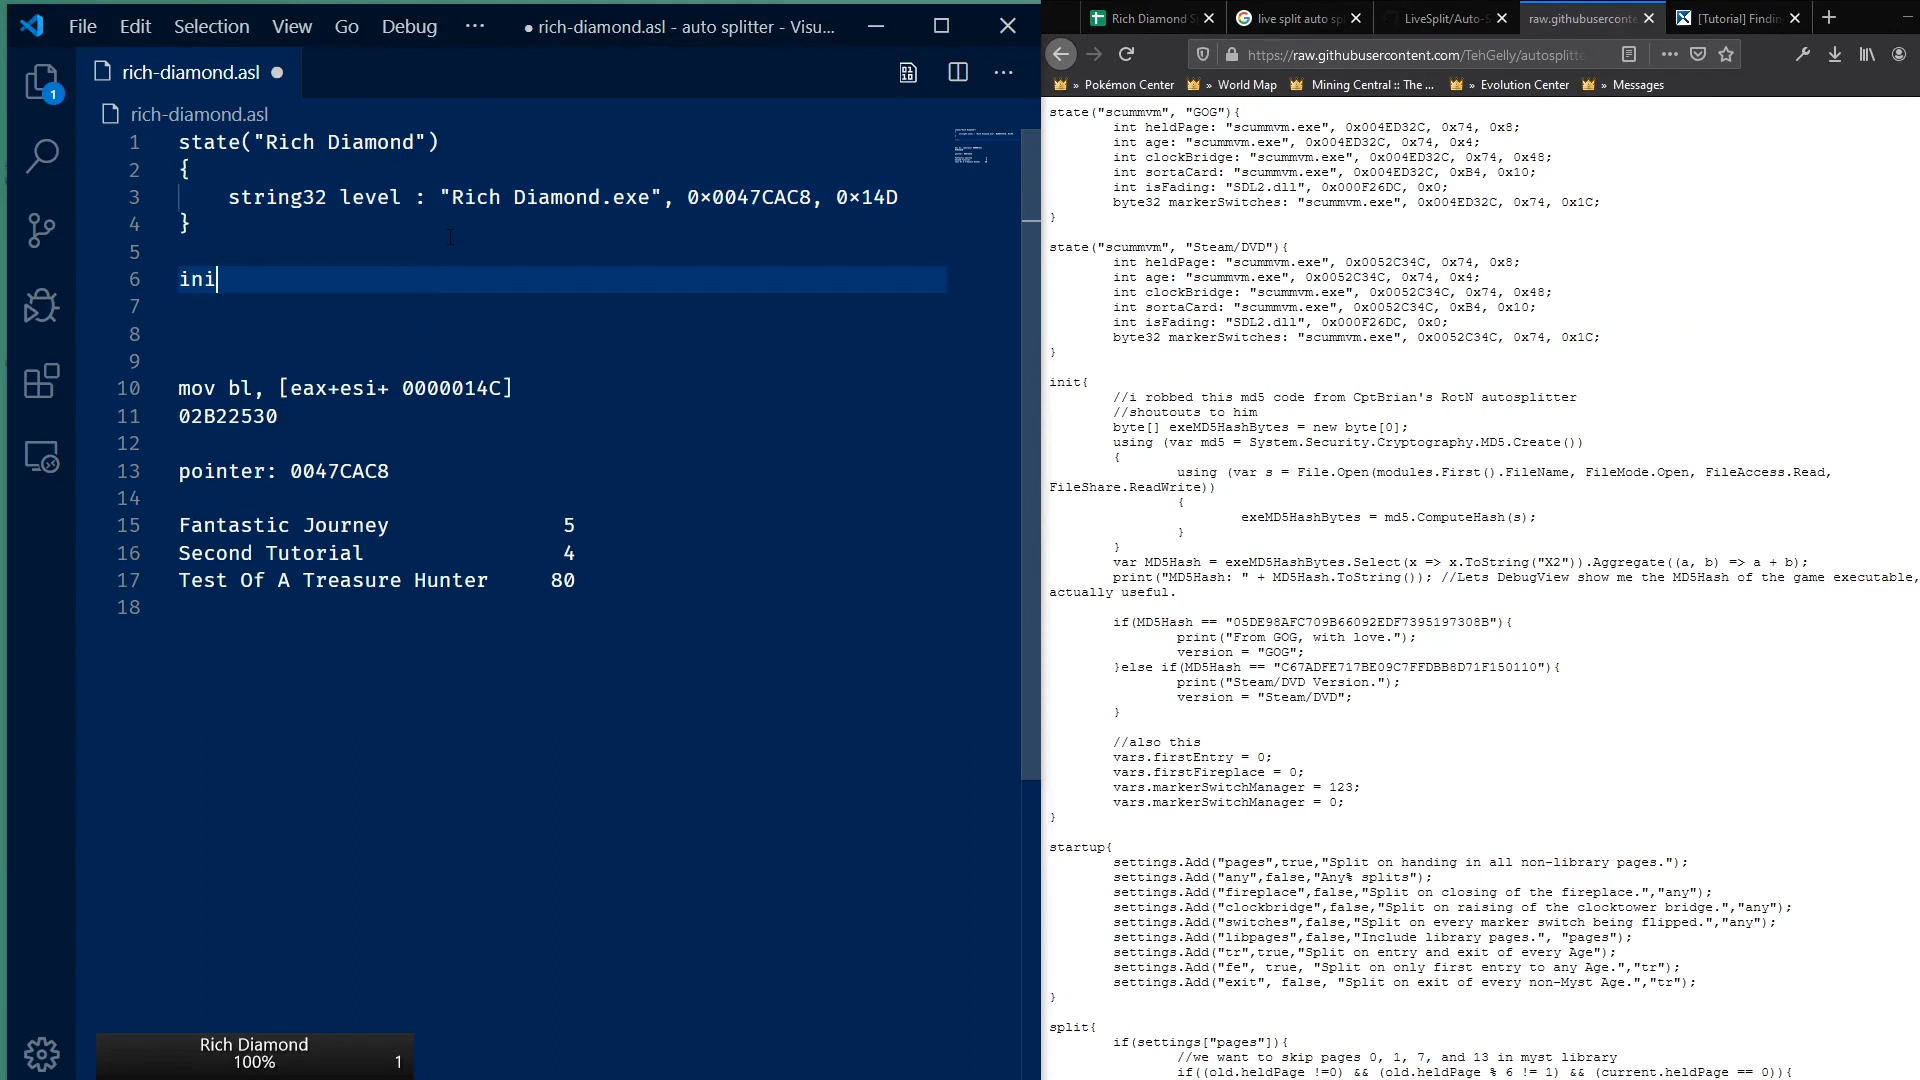 File Edit Selection View Go Debug ··· ● rich-diamond.asl - auto splitter - Visu...
rich-diamond.asl ●
rich-diamond.asl
1
1 state("Rich Diamond")
2 {
3 string32 level : "Rich Diamond.exe", 0×0047CAC8, 0×14D
4 }
5
6 ini
7
8
9
10 mov bl, [eax+esi+ 0000014C]
11 02B22530
12
13 pointer: 0047CAC8
14
15 Fantastic Journey 5
16 Second Tutorial 4
17 Test Of A Treasure Hunter 80
18
Rich Diamond
100% 1
Rich Diamond S live split auto sp LiveSplit/Auto-S raw.githubusercont [Tutorial] Findin
https://raw.githubusercontent.com/TehGelly/autosplitte
» Pokémon Center » World Map Mining Central :: The ... » Evolution Center » Messages
state("scummvm", "GOG"){
int heldPage: "scummvm.exe", 0x004ED32C, 0x74, 0x8;
int age: "scummvm.exe", 0x004ED32C, 0x74, 0x4;
int clockBridge: "scummvm.exe", 0x004ED32C, 0x74, 0x48;
int sortaCard: "scummvm.exe", 0x004ED32C, 0xB4, 0x10;
int isFading: "SDL2.dll", 0x000F26DC, 0x0;
byte32 markerSwitches: "scummvm.exe", 0x004ED32C, 0x74, 0x1C;
}
state("scummvm", "Steam/DVD"){
int heldPage: "scummvm.exe", 0x0052C34C, 0x74, 0x8;
int age: "scummvm.exe", 0x0052C34C, 0x74, 0x4;
int clockBridge: "scummvm.exe", 0x0052C34C, 0x74, 0x48;
int sortaCard: "scummvm.exe", 0x0052C34C, 0xB4, 0x10;
int isFading: "SDL2.dll", 0x000F26DC, 0x0;
byte32 markerSwitches: "scummvm.exe", 0x0052C34C, 0x74, 0x1C;
}
init{
//i robbed this md5 code from CptBrian's RotN autosplitter
//shoutouts to him
byte[] exeMD5HashBytes = new byte[0];
using (var md5 = System.Security.Cryptography.MD5.Create())
{
using (var s = File.Open(modules.First().FileName, FileMode.Open, FileAccess.Read,
FileShare.ReadWrite))
{
exeMD5HashBytes = md5.ComputeHash(s);
}
}
var MD5Hash = exeMD5HashBytes.Select(x => x.ToString("X2")).Aggregate((a, b) => a + b);
print("MD5Hash: " + MD5Hash.ToString()); //Lets DebugView show me the MD5Hash of the game executable,
actually useful.
if(MD5Hash == "05DE98AFC709B66092EDF7395197308B"){
print("From GOG, with love.");
version = "GOG";
}else if(MD5Hash == "C67ADFE717BE09C7FFDBB8D71F150110"){
print("Steam/DVD Version.");
version = "Steam/DVD";
}
//also this
vars.firstEntry = 0;
vars.firstFireplace = 0;
vars.markerSwitchManager = 123;
vars.markerSwitchManager = 0;
}
startup{
settings.Add("pages",true,"Split on handing in all non-library pages.");
settings.Add("any",false,"Any% splits");
settings.Add("fireplace",false,"Split on closing of the fireplace.","any");
settings.Add("clockbridge",false,"Split on raising of the clocktower bridge.","any");
settings.Add("switches",false,"Split on every marker switch being flipped.","any");
settings.Add("libpages",false,"Include library pages.", "pages");
settings.Add("tr",true,"Split on entry and exit of every Age");
settings.Add("fe", true, "Split on only first entry to any Age.","tr");
settings.Add("exit", false, "Split on exit of every non-Myst Age.","tr");
}
split{
if(settings["pages"]){
//we want to skip pages 0, 1, 7, and 13 in myst library
if((old.heldPage !=0) && (old.heldPage % 6 != 1) && (current.heldPage == 0)){